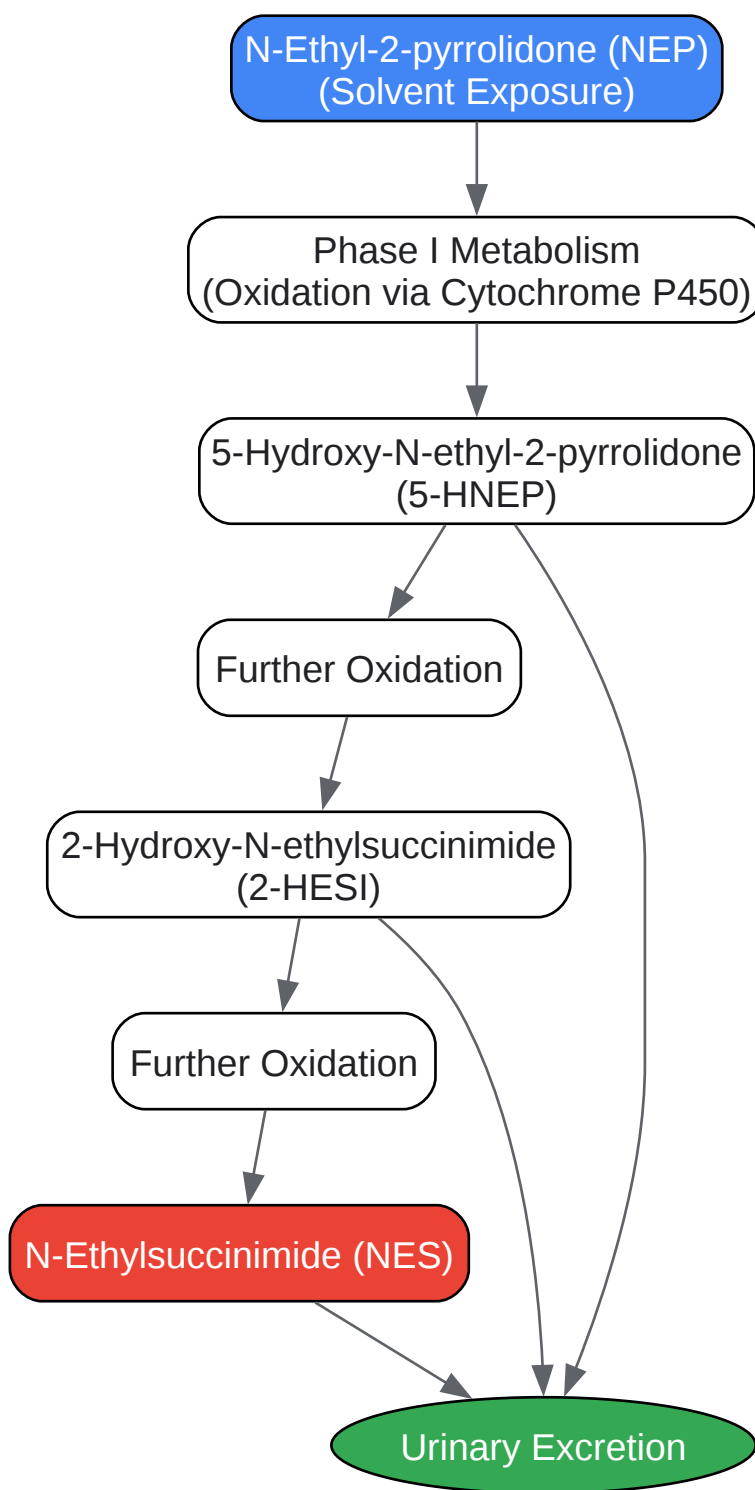 N-Ethyl-2-pyrrolidone (NEP)
(Solvent Exposure)
Phase I Metabolism
(Oxidation via Cytochrome P450)
5-Hydroxy-N-ethyl-2-pyrrolidone
(5-HNEP)
Further Oxidation
2-Hydroxy-N-ethylsuccinimide
(2-HESI)
Further Oxidation
N-Ethylsuccinimide (NES)
Urinary Excretion